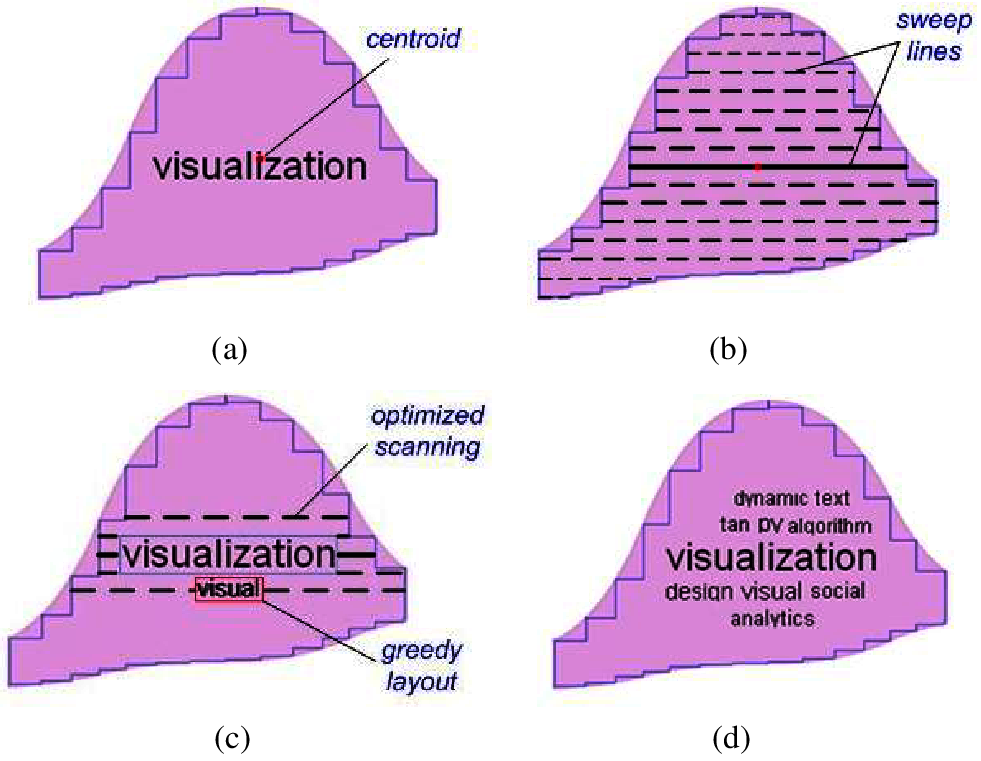 centroid
visualization
(a)
sweep
lines
(b)
optimized
scanning
visualization
visual
greedy
layout
(c)
dynamic text
tan pv algorithm
visualization
design visual social
analytics
(d)